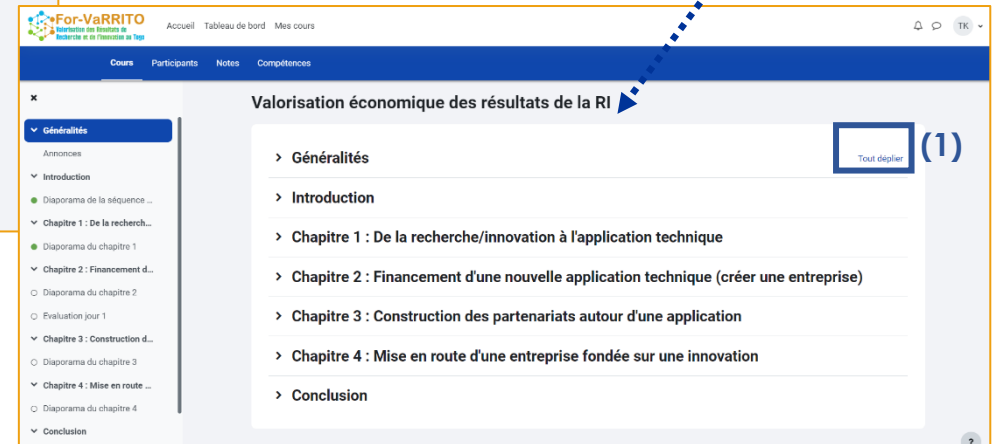 For-VaRRITO
Valorisation des Résultats de
Recherche et de l'Innovation au Togo
Accueil Tableau de bord Mes cours
TK
Cours Participants Notes Compétences
Généralités
Annonces
Introduction
Diaporama de la séquence ...
Chapitre 1 : De la recherch...
Diaporama du chapitre 1
Chapitre 2 : Financement d...
Diaporama du chapitre 2
Evaluation jour 1
Chapitre 3 : Construction d...
Diaporama du chapitre 3
Chapitre 4 : Mise en route ...
Diaporama du chapitre 4
Conclusion
Valorisation économique des résultats de la RI
Tout déplier
(1)
Généralités
Introduction
Chapitre 1 : De la recherche/innovation à l'application technique
Chapitre 2 : Financement d'une nouvelle application technique (créer une entreprise)
Chapitre 3 : Construction des partenariats autour d'une application
Chapitre 4 : Mise en route d'une entreprise fondée sur une innovation
Conclusion
?